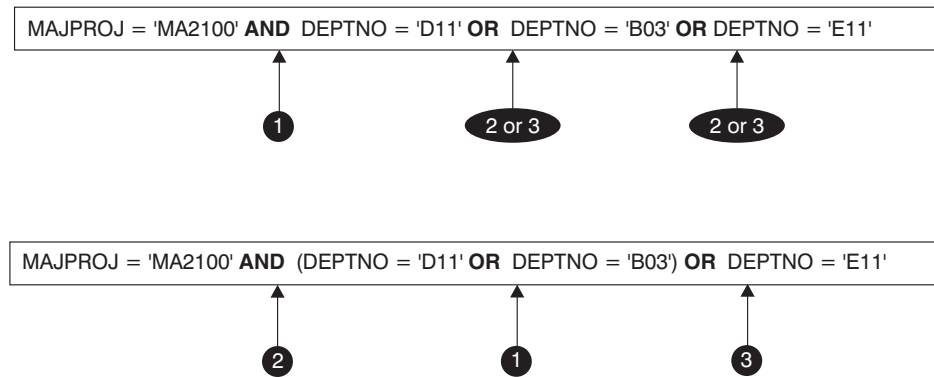 MAJPROJ = 'MA2100' AND DEPTNO = 'D11' OR DEPTNO = 'B03' OR DEPTNO = 'E11'
1 2 or 3 2 or 3
MAJPROJ = 'MA2100' AND (DEPTNO = 'D11' OR DEPTNO = 'B03') OR DEPTNO = 'E11'
2 1 3